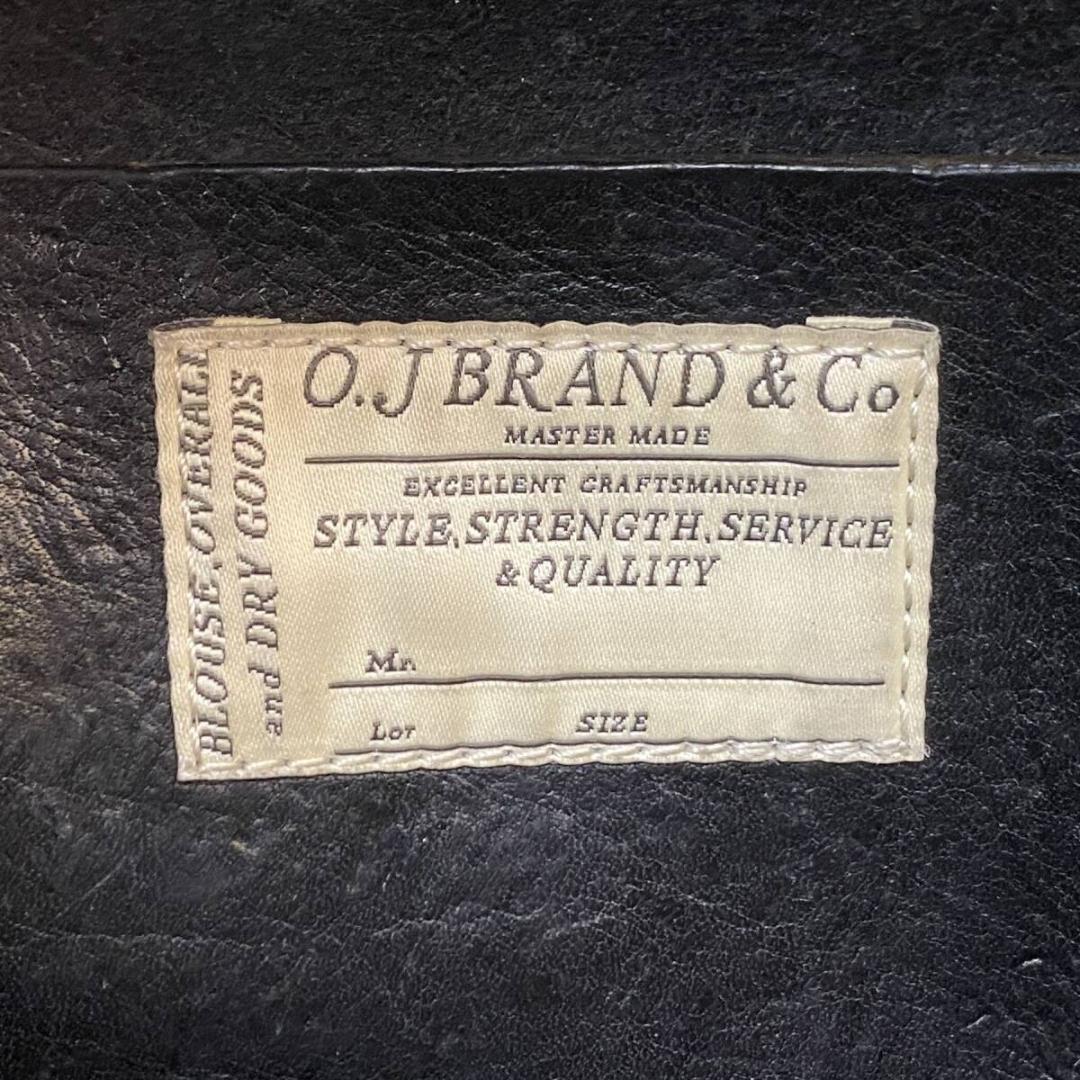 O.J BRAND & Co
MASTER MADE
EXCELLENT CRAFTSMANSHIP
STYLE, STRENGTH, SERVICE
& QUALITY
Mr.
Lot SIZE
BLOUSE, OVERALL
and DRY GOODS